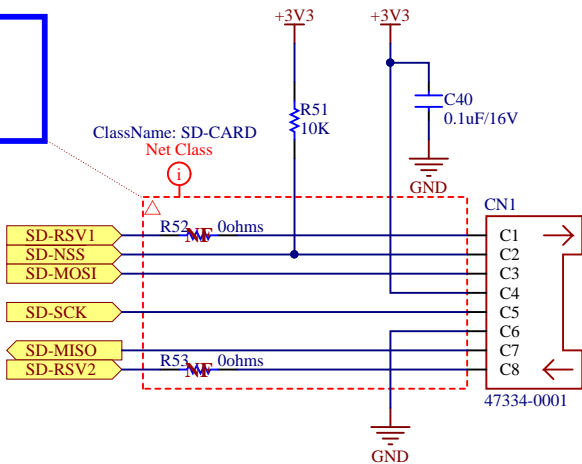 +3V3
+3V3
R51
10K
C40
0.1uF/16V
ClassName: SD-CARD
Net Class
i
GND
CN1
SD-RSV1
R52
NF
0ohms
C1
SD-NSS
C2
SD-MOSI
C3
C4
SD-SCK
C5
C6
SD-MISO
C7
SD-RSV2
R53
NF
0ohms
C8
47334-0001
GND